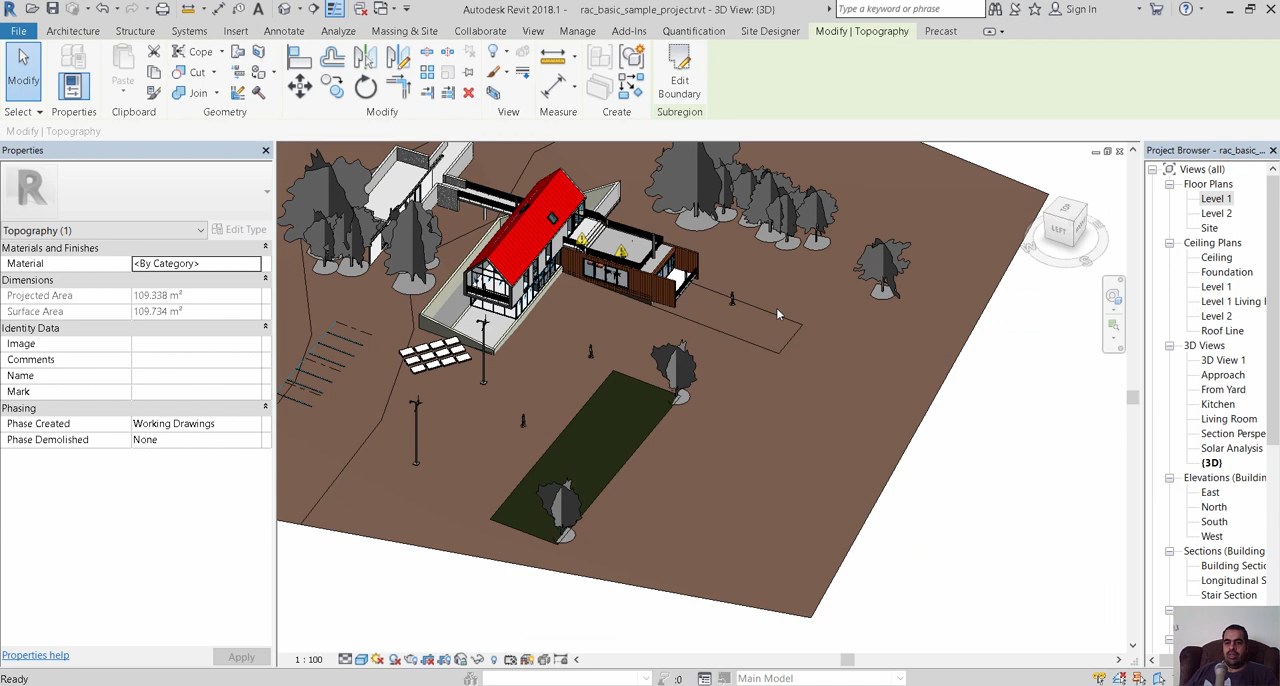 Autodesk Revit 2018.1 - rac_basic_sample_project.rvt - 3D View: {3D}
Type a keyword or phrase
Sign In
File Architecture Structure Systems Insert Annotate Analyze Massing & Site Collaborate View Manage Add-Ins Quantification Site Designer Modify | Topography Precast
Modify
Paste
Cope
Cut
Join
Edit
Boundary
Select Properties Clipboard Geometry Modify View Measure Create Subregion
Modify | Topography
Properties
R
Topography (1)
Edit Type
Materials and Finishes
Material <By Category>
Dimensions
Projected Area 109.338 m²
Surface Area 109.734 m²
Identity Data
Image
Comments
Name
Mark
Phasing
Phase Created Working Drawings
Phase Demolished None
Properties help
Apply
LEFT
Project Browser - rac_basic_...
Views (all)
Floor Plans
Level 1
Level 2
Site
Ceiling Plans
Ceiling
Foundation
Level 1
Level 1 Living
Level 2
Roof Line
3D Views
3D View 1
Approach
From Yard
Kitchen
Living Room
Section Perspe
Solar Analysis
{3D}
Elevations (Buildin
East
North
South
West
Sections (Building
Building Secti
Longitudinal S
Stair Section
1 : 100
Ready
:0
Main Model